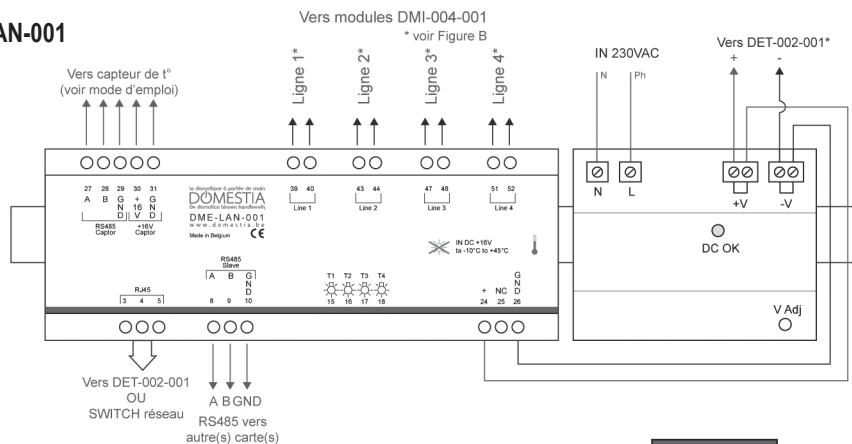 AN-001
Vers modules DMI-004-001
* voir Figure B
Vers capteur de t°
(voir mode d'emploi)
Ligne 1*
Ligne 2*
Ligne 3*
Ligne 4*
IN 230VAC
N
Ph
Vers DET-002-001*
+
-
27 28 29 30 31
A B GND +16V GND
RS485
Captor
+16V
Captor
la domotique à portée de main
DOMESTIA
De domotica binnen handbereik
DME-LAN-001
www.domestia.be
Made in Belgium
CE
39 40
Line 1
43 44
Line 2
47 48
Line 3
51 52
Line 4
N
L
+V
-V
DC OK
IN DC +16V
ta -10°C to +45°C
RS485
Slave
A B GND
8 9 10
RJ45
3 4 5
T1 T2 T3 T4
15 16 17 18
+ NC GND
24 25 26
V Adj
Vers DET-002-001
OU
SWITCH réseau
A B GND
RS485 vers
autre(s) carte(s)